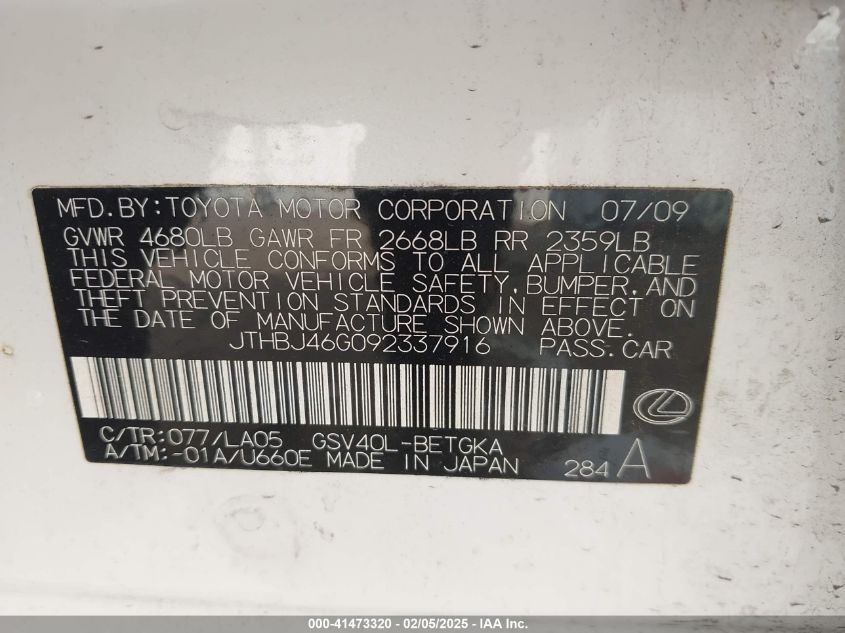 MFD.BY:TOYOTA MOTOR CORPORATION 07/09
GVWR 4680LB GAWR FR 2668LB RR 2359LB
THIS VEHICLE CONFORMS TO ALL APPLICABLE
FEDERAL MOTOR VEHICLE SAFETY,BUMPER,AND
THEFT PREVENTION STANDARDS IN EFFECT ON
THE DATE OF MANUFACTURE SHOWN ABOVE.
JTHBJ46G092337916 PASS.CAR
C/TR:077/LA05 GSV40L-BETGKA
A/TM:-01A/U660E MADE IN JAPAN 284 A
000-41473320 - 02/05/2025 - IAA Inc.